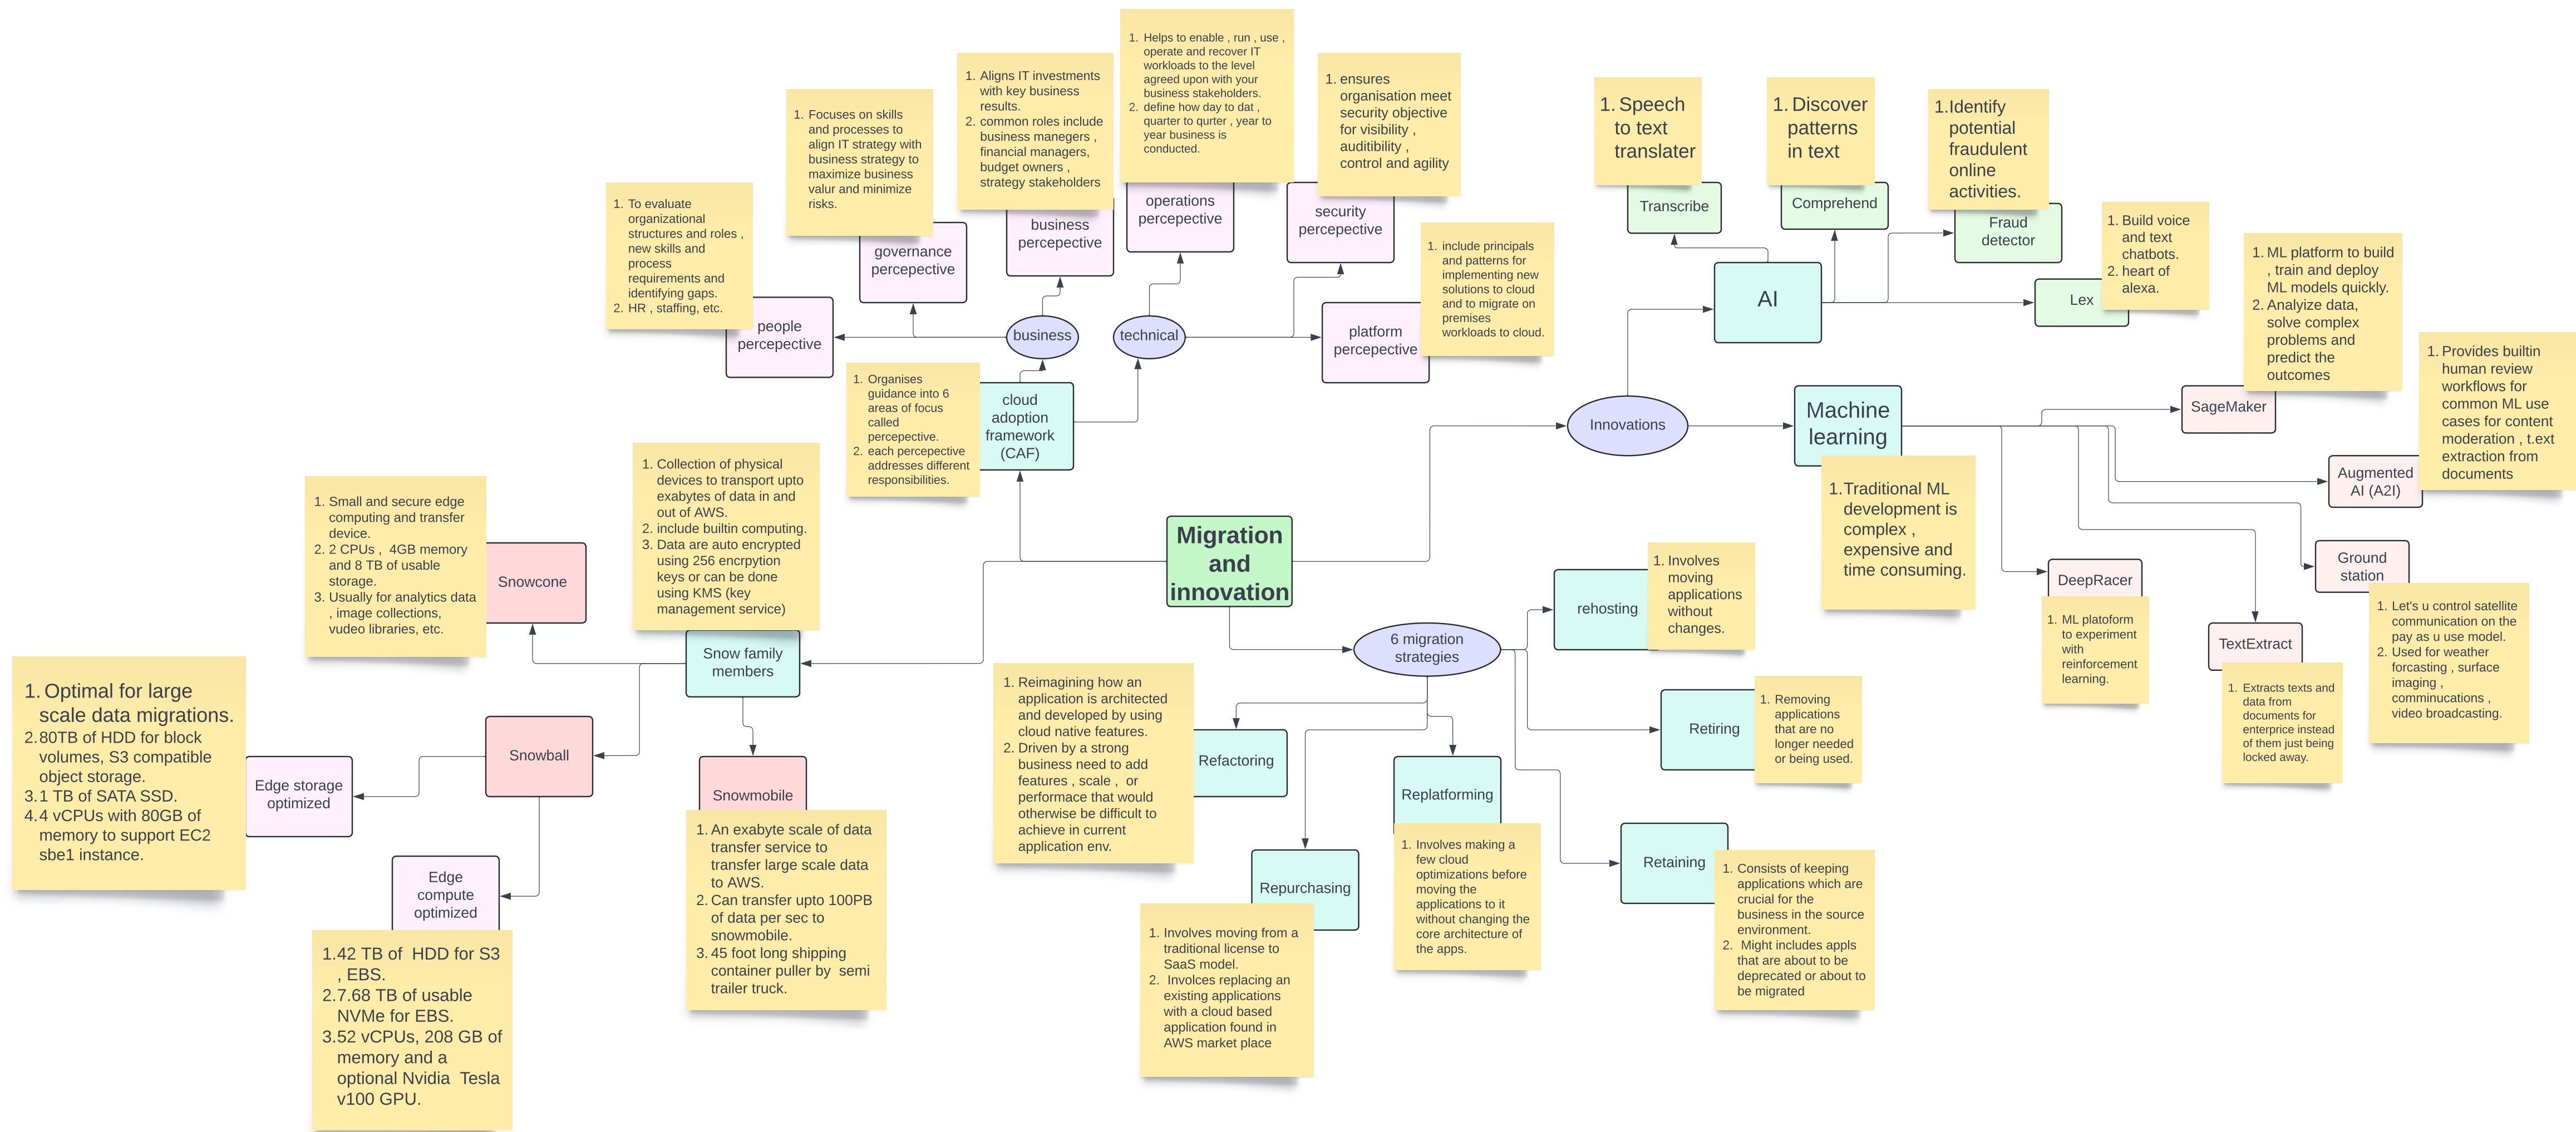 1. Helps to enable , run , use ,
operate and recover IT
workloads to the level
agreed upon with your
business stakeholders.
2. define how day to dat ,
quarter to qurter , year to
year business is
conducted.
operations
percepective
1. Aligns IT investments
with key business
results.
2. common roles include
business manegers ,
financial managers,
budget owners ,
strategy stakeholders
business
percepective
1. ensures
organisation meet
security objective
for visibility ,
auditibility ,
control and agility
security
percepective
1. Focuses on skills
and processes to
align IT strategy with
business strategy to
maximize business
valur and minimize
risks.
governance
percepective
1. To evaluate
organizational
structures and roles ,
new skills and
process
requirements and
identifying gaps.
2. HR , staffing, etc.
people
percepective
1. include principals
and patterns for
implementing new
solutions to cloud
and to migrate on
premises
workloads to cloud.
platform
percepective
business
technical
1. Organises
guidance into 6
areas of focus
called
percepective.
2. each percepective
addresses different
responsibilities.
cloud
adoption
framework
(CAF)
1. Speech
to text
translater
Transcribe
1. Discover
patterns
in text
Comprehend
1. Identify
potential
fraudulent
online
activities.
Fraud
detector
1. Build voice
and text
chatbots.
2. heart of
alexa.
Lex
AI
Innovations
Machine
learning
1. Traditional ML
development is
complex ,
expensive and
time consuming.
1. ML platform to build
, train and deploy
ML models quickly.
2. Analyize data,
solve complex
problems and
predict the
outcomes
SageMaker
1. Provides builtin
human review
workflows for
common ML use
cases for content
moderation , t.ext
extraction from
documents
Augmented
AI (A2I)
Ground
station
1. Let's u control satellite
communication on the
pay as u use model.
2. Used for weather
forcasting , surface
imaging ,
comminucations ,
video broadcasting.
DeepRacer
1. ML platoform
to experiment
with
reinforcement
learning.
TextExtract
1. Extracts texts and
data from
documents for
enterprice instead
of them just being
locked away.
Migration
and
innovation
1. Collection of physical
devices to transport upto
exabytes of data in and
out of AWS.
2. include builtin computing.
3. Data are auto encrypted
using 256 encrpytion
keys or can be done
using KMS (key
management service)
Snow family
members
1. Small and secure edge
computing and transfer
device.
2. 2 CPUs , 4GB memory
and 8 TB of usable
storage.
3. Usually for analytics data
, image collections,
vudeo libraries, etc.
Snowcone
Snowball
1. Optimal for large
scale data migrations.
2. 80TB of HDD for block
volumes, S3 compatible
object storage.
3. 1 TB of SATA SSD.
4. 4 vCPUs with 80GB of
memory to support EC2
sbe1 instance.
Edge storage
optimized
Edge
compute
optimized
1. 42 TB of HDD for S3
, EBS.
2. 7.68 TB of usable
NVMe for EBS.
3. 52 vCPUs, 208 GB of
memory and a
optional Nvidia Tesla
v100 GPU.
Snowmobile
1. An exabyte scale of data
transfer service to
transfer large scale data
to AWS.
2. Can transfer upto 100PB
of data per sec to
snowmobile.
3. 45 foot long shipping
container puller by semi
trailer truck.
6 migration
strategies
rehosting
1. Involves
moving
applications
without
changes.
Retiring
1. Removing
applications
that are no
longer needed
or being used.
Retaining
1. Consists of keeping
applications which are
crucial for the
business in the source
environment.
2. Might includes appls
that are about to be
deprecated or about to
be migrated
Replatforming
1. Involves making a
few cloud
optimizations before
moving the
applications to it
without changing the
core architecture of
the apps.
Repurchasing
1. Involves moving from a
traditional license to
SaaS model.
2. Involces replacing an
existing applications
with a cloud based
application found in
AWS market place
Refactoring
1. Reimagining how an
application is architected
and developed by using
cloud native features.
2. Driven by a strong
business need to add
features , scale , or
performace that would
otherwise be difficult to
achieve in current
application env.